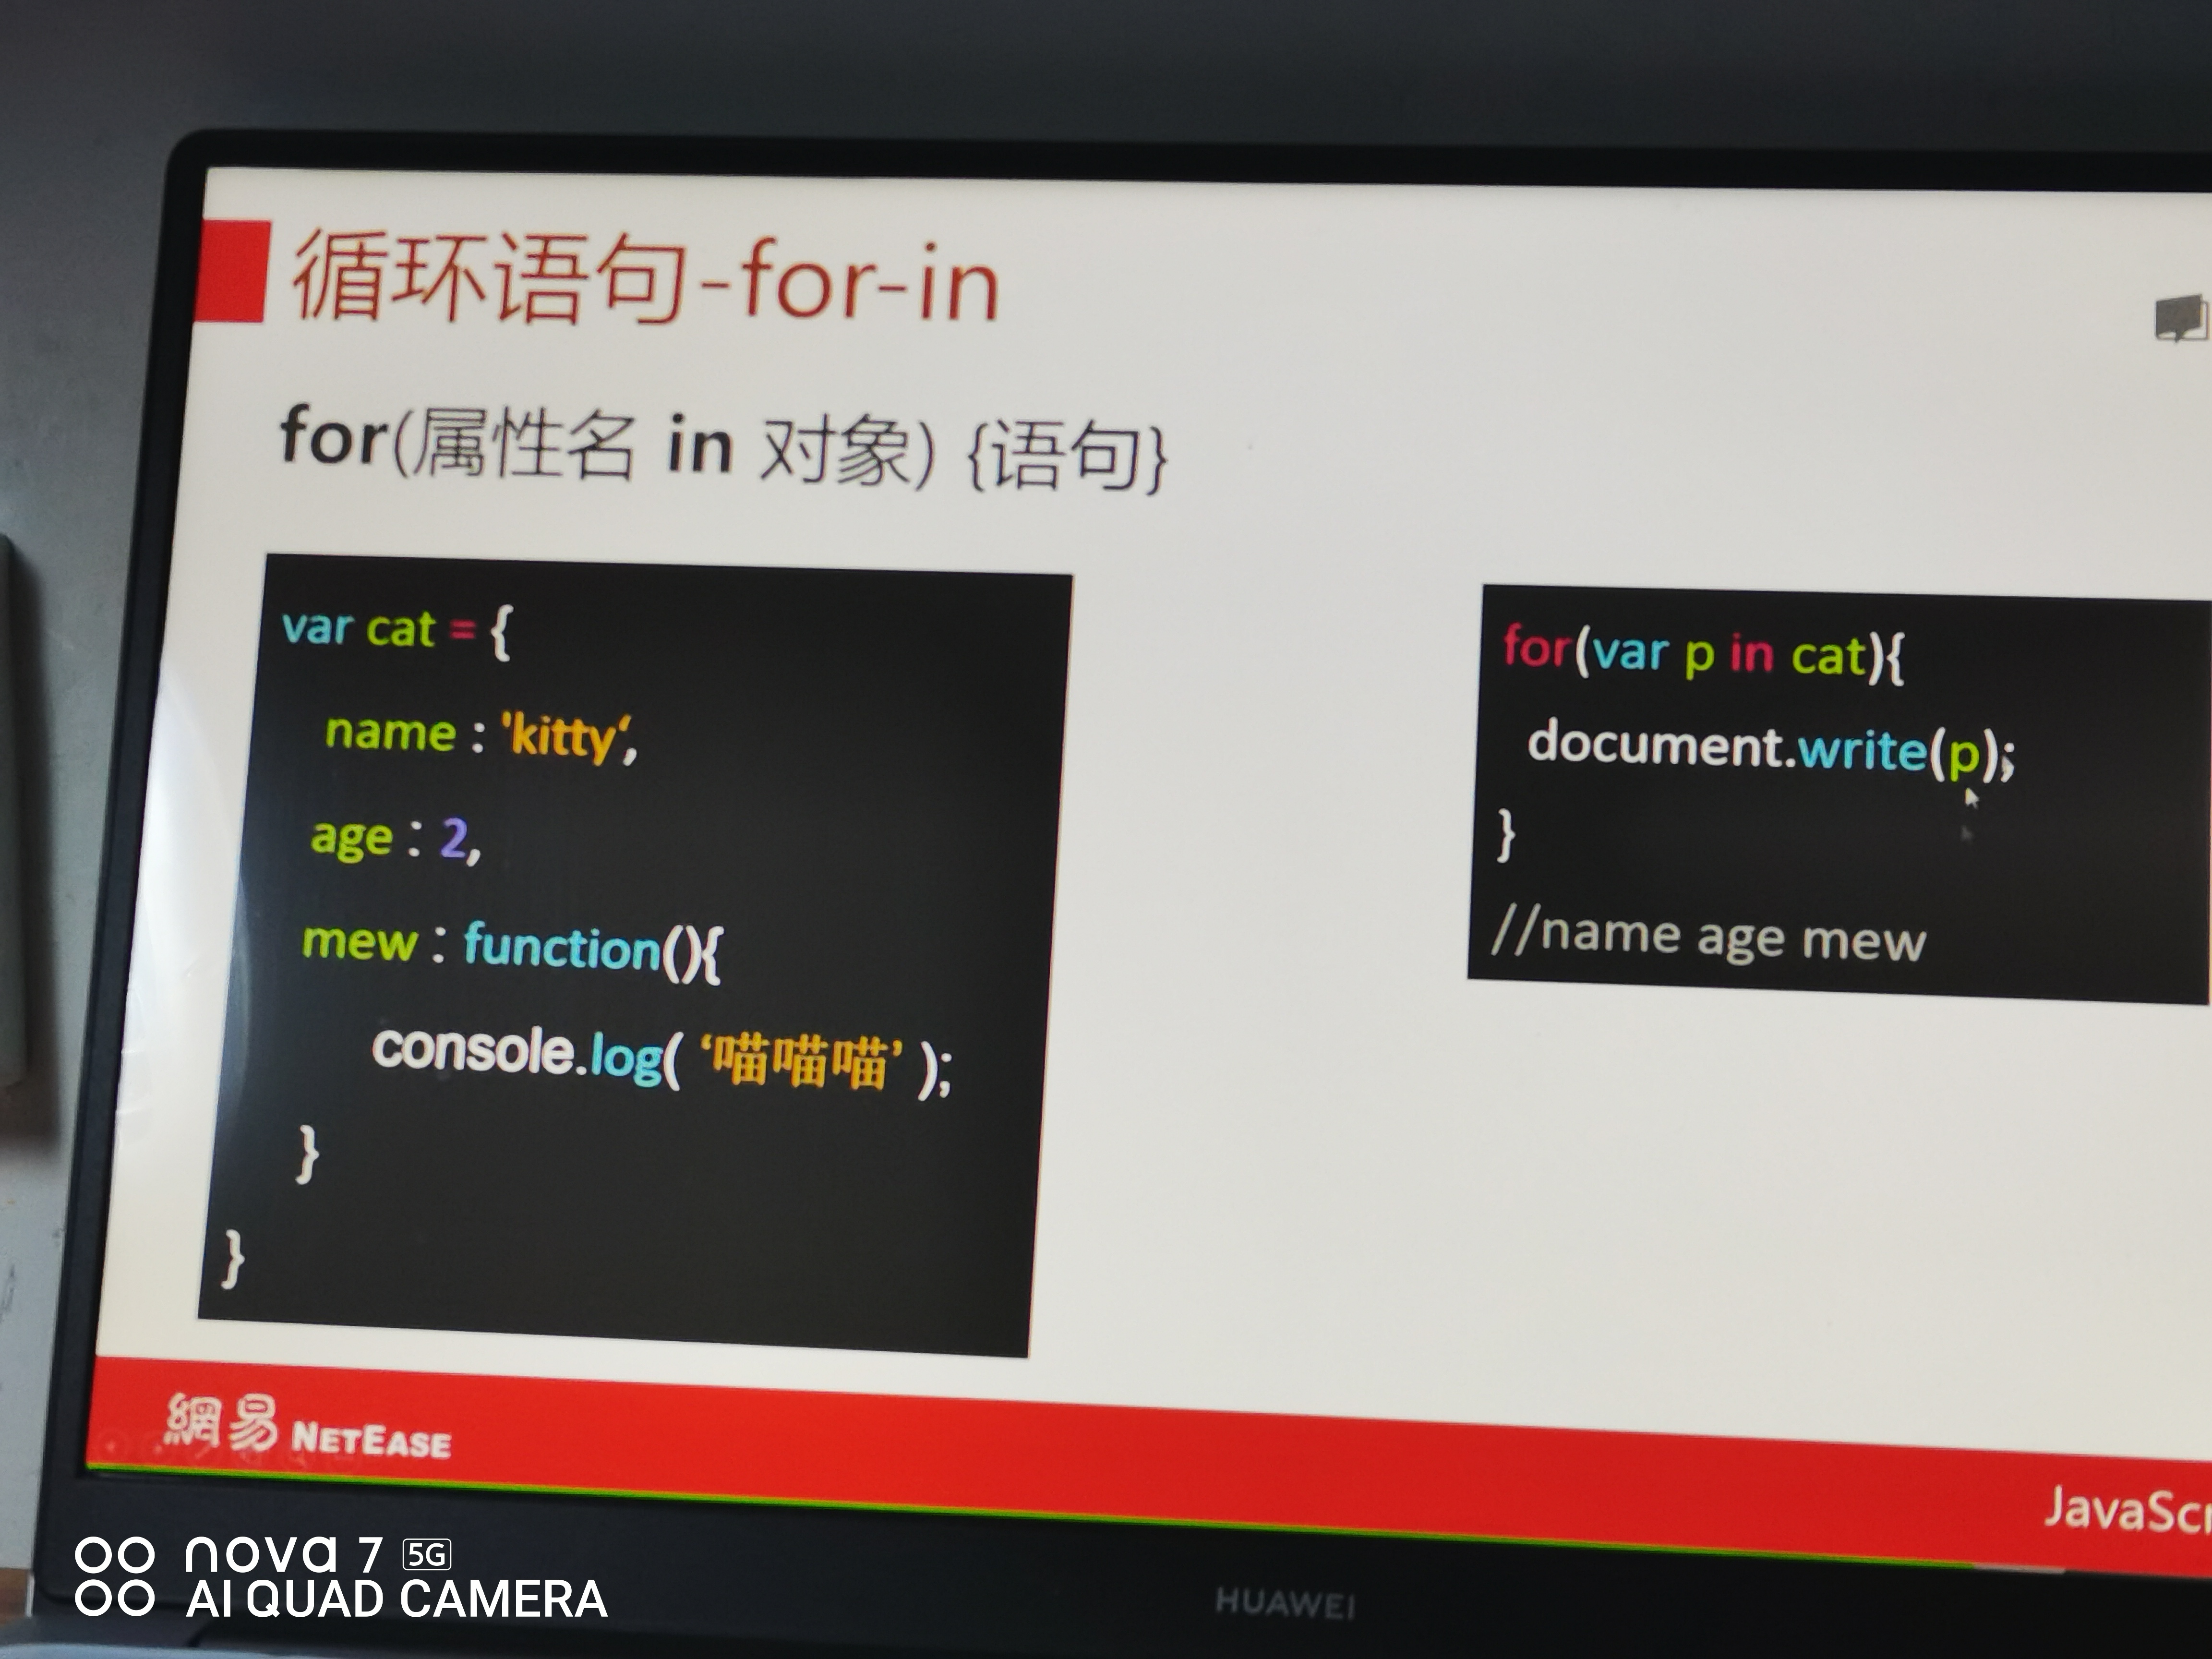 循环语句-for-in
for(属性名 in 对象) {语句}
var cat = {
name : 'kitty‘,
age : 2,
mew : function(){
console.log( ‘喵喵喵’ );
}
}
for(var p in cat){
document.write(p);
}
//name age mew
網易 NETEASE
JavaScr
HUAWEI
nova 7 5G
AI QUAD CAMERA